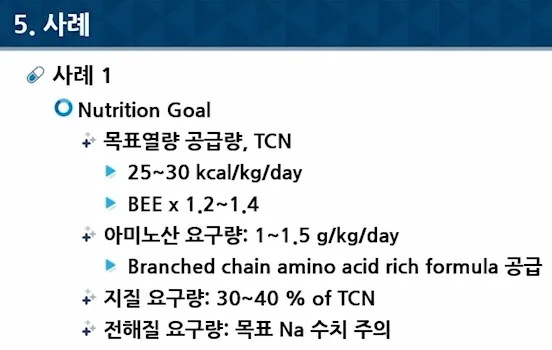 5. 사례
사례 1
Nutrition Goal
목표열량 공급량, TCN
25~30 kcal/kg/day
BEE x 1.2~1.4
아미노산 요구량: 1~1.5 g/kg/day
Branched chain amino acid rich formula 공급
지질 요구량: 30~40 % of TCN
전해질 요구량: 목표 Na 수치 주의